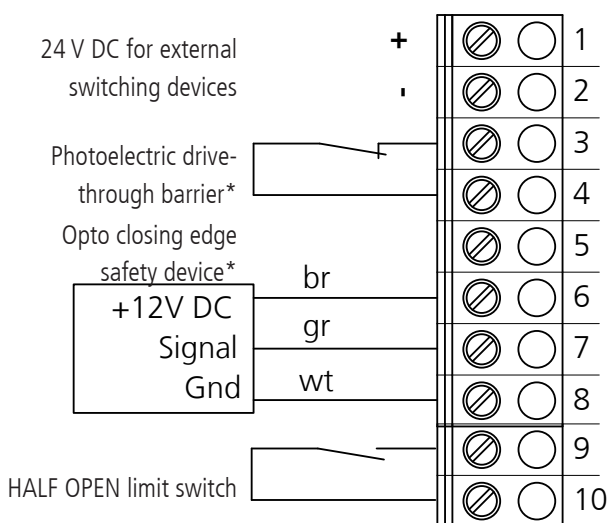 24 V DC for external
switching devices
+
-
Photoelectric drive-
through barrier*
Opto closing edge
safety device*
+12V DC
Signal
Gnd
br
gr
wt
HALF OPEN limit switch
1
2
3
4
5
6
7
8
9
10